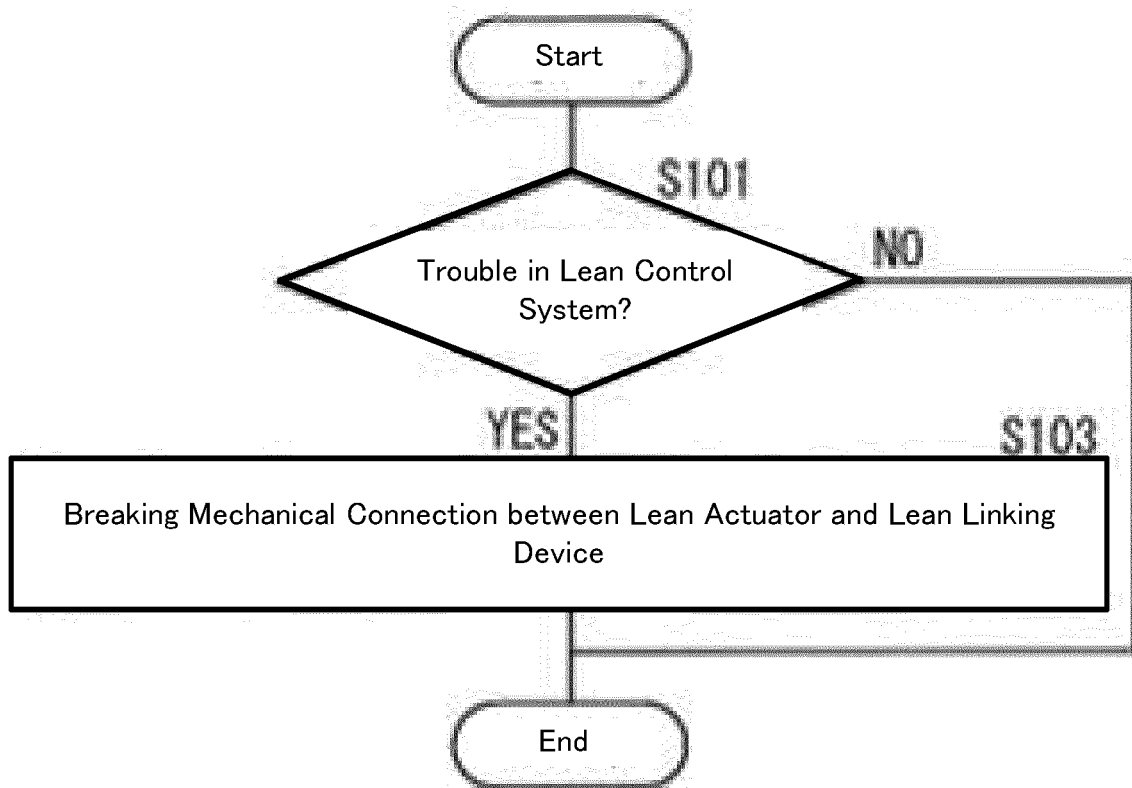 Start
S101
Trouble in Lean Control
System?
NO
YES
S103
Breaking Mechanical Connection between Lean Actuator and Lean Linking
Device
End